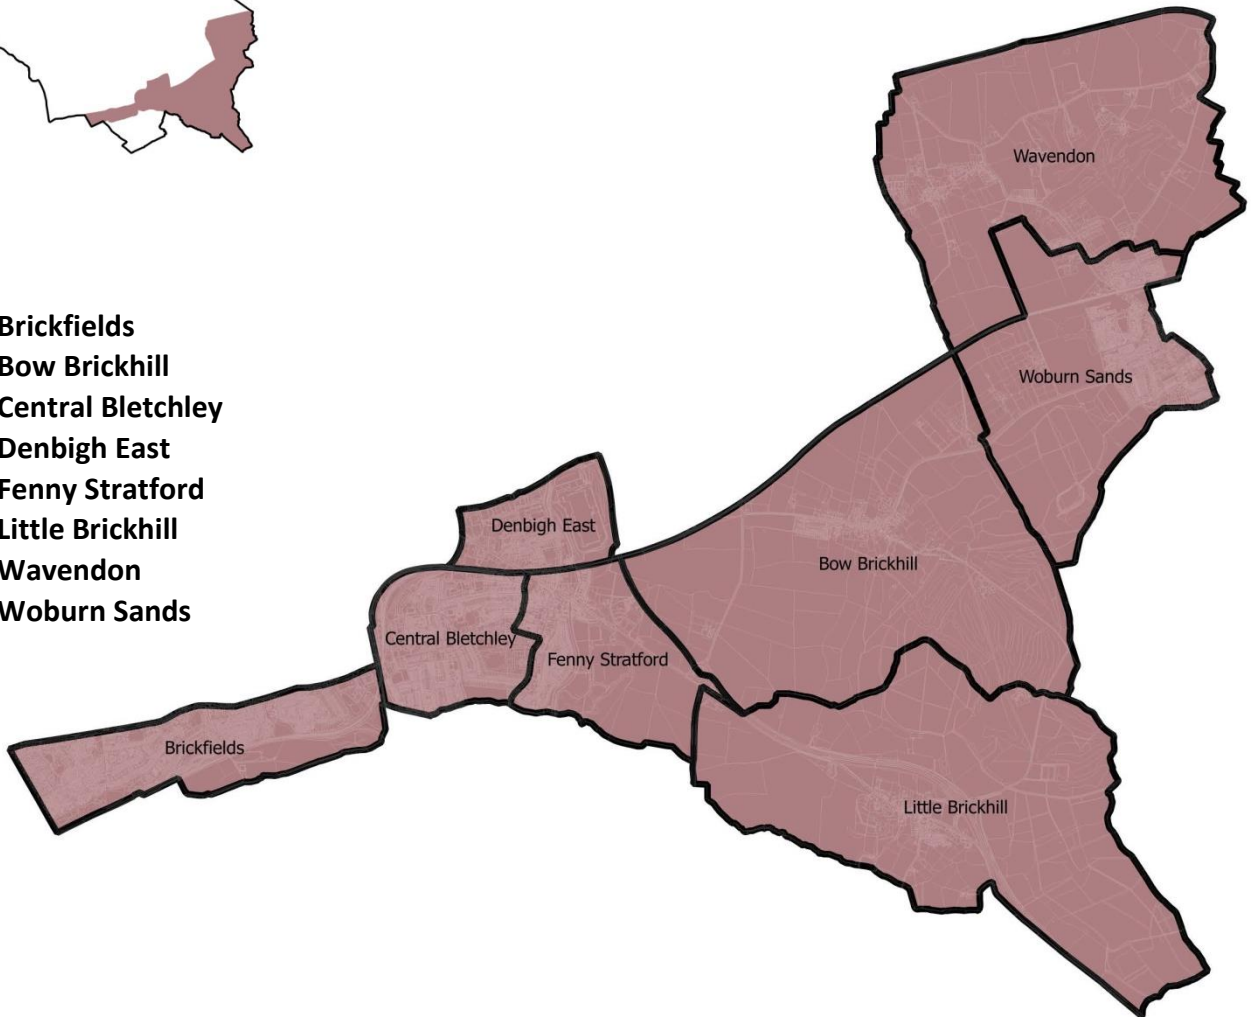 Brickfields
Bow Brickhill
Central Bletchley
Denbigh East
Fenny Stratford
Little Brickhill
Wavendon
Woburn Sands
Wavendon
Woburn Sands
Denbigh East
Bow Brickhill
Central Bletchley
Fenny Stratford
Brickfields
Little Brickhill